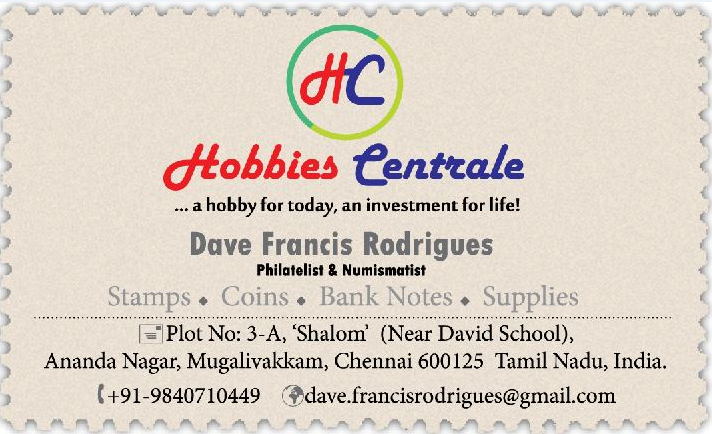 HC
Hobbies Centrale
... a hobby for today, an investment for life!
Dave Francis Rodrigues
Philatelist & Numismatist
Stamps ⬥ Coins ⬥ Bank Notes ⬥ Supplies
Plot No: 3-A, ‘Shalom’ (Near David School),
Ananda Nagar, Mugalivakkam, Chennai 600125 Tamil Nadu, India.
+91-9840710449 dave.francisrodrigues@gmail.com